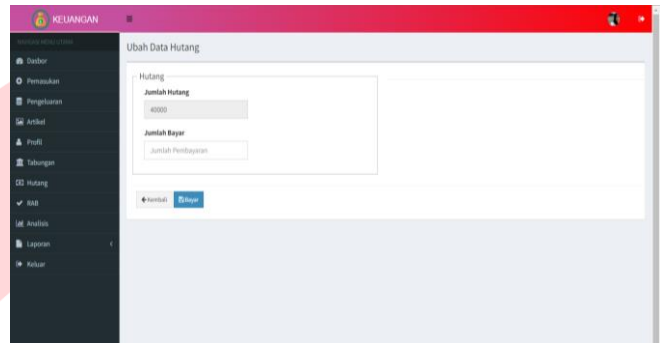 KEUANGAN
Dasbor
Pemasukan
Pengeluaran
Artikel
Profil
Tabungan
Hutang
RAB
Analisis
Laporan
Keluar
Ubah Data Hutang
Hutang
Jumlah Hutang
40000
Jumlah Bayar
Jumlah Pembayaran
Kembali
Bayar